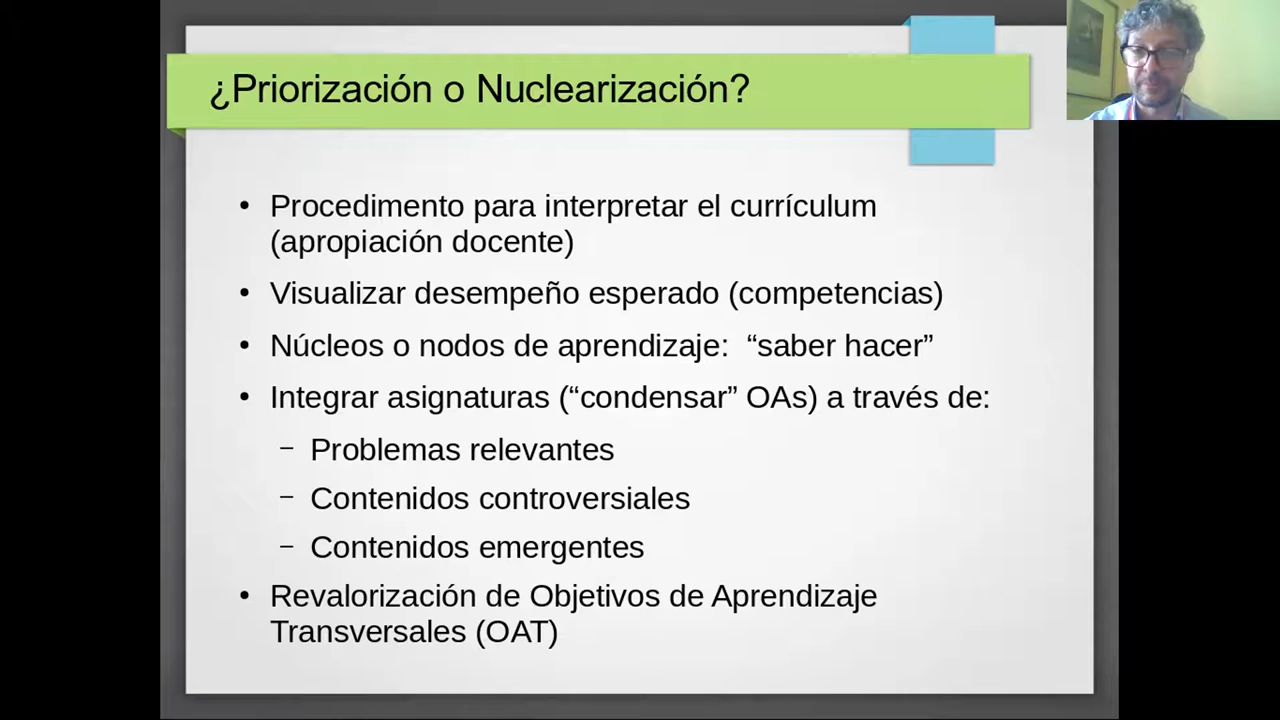 ¿Priorización o Nuclearización?
• Procedimento para interpretar el currículum
(apropiación docente)
• Visualizar desempeño esperado (competencias)
• Núcleos o nodos de aprendizaje: “saber hacer”
• Integrar asignaturas (“condensar” OAs) a través de:
– Problemas relevantes
– Contenidos controversiales
– Contenidos emergentes
• Revalorización de Objetivos de Aprendizaje
Transversales (OAT)